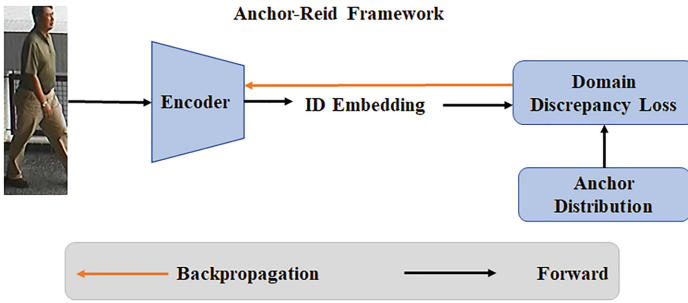 Anchor-Reid Framework
Encoder
ID Embedding
Domain
Discrepancy Loss
Anchor
Distribution
Backpropagation
Forward